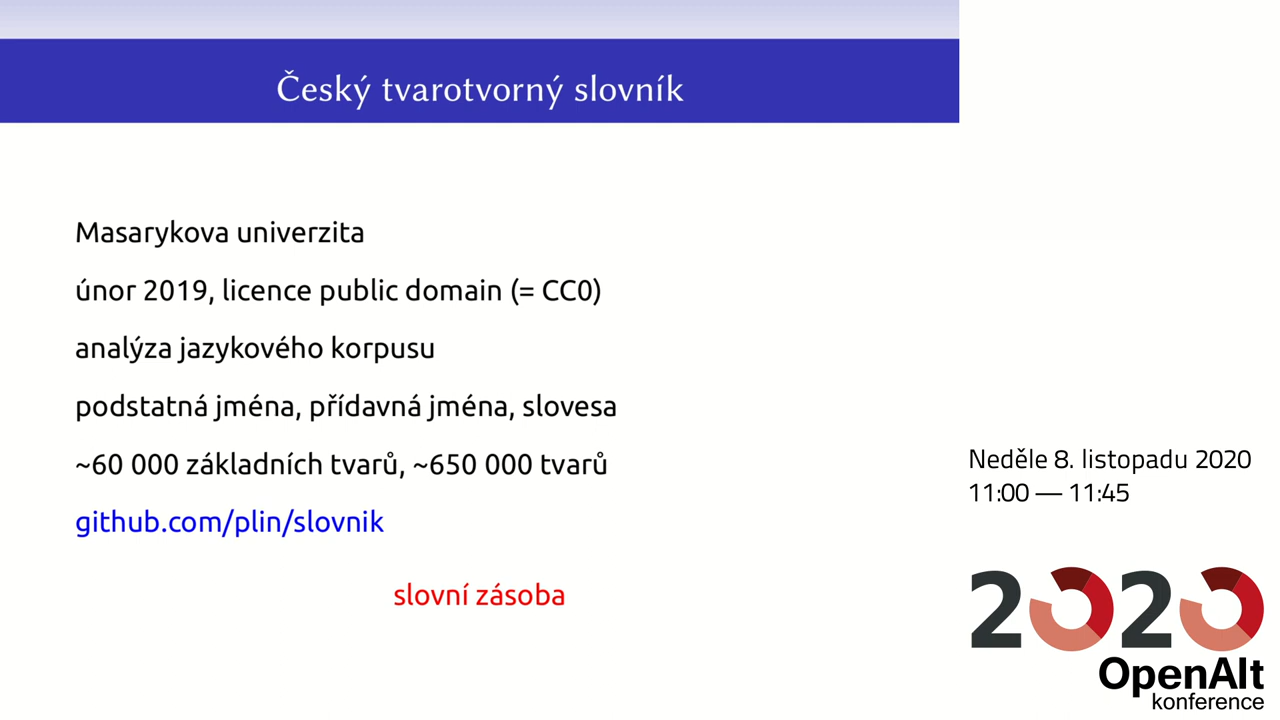 Český tvarotvorný slovník
Masarykova univerzita
únor 2019, licence public domain (= CC0)
analýza jazykového korpusu
podstatná jména, přídavná jména, slovesa
~60 000 základních tvarů, ~650 000 tvarů
github.com/plin/slovnik
slovní zásoba
Neděle 8. listopadu 2020
11:00 — 11:45
2020
OpenAlt
konference